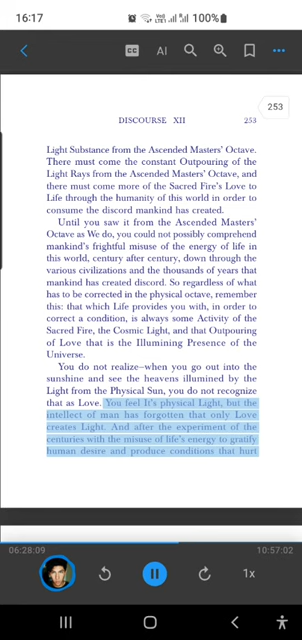 16:17
100%
CC AI
253
DISCOURSE XII 253
Light Substance from the Ascended Masters' Octave.
There must come the constant Outpouring of the
Light Rays from the Ascended Masters' Octave, and
there must come more of the Sacred Fire's Love to
Life through the humanity of this world in order to
consume the discord mankind has created.
Until you saw it from the Ascended Masters'
Octave as We do, you could not possibly comprehend
mankind's frightful misuse of the energy of life in
this world, century after century, down through the
various civilizations and the thousands of years that
mankind has created discord. So regardless of what
has to be corrected in the physical octave, remember
this: that which Life provides you with, in order to
correct a condition, is always some Activity of the
Sacred Fire, the Cosmic Light, and that Outpouring
of Love that is the Illumining Presence of the
Universe.
You do not realize–when you go out into the
sunshine and see the heavens illumined by the
Light from the Physical Sun, you do not recognize
that as Love. You feel It's physical Light, but the
intellect of man has forgotten that only Love
creates Light. And after the experiment of the
centuries with the misuse of life's energy to gratify
human desire and produce conditions that hurt
06:28:09 10:57:02
1x